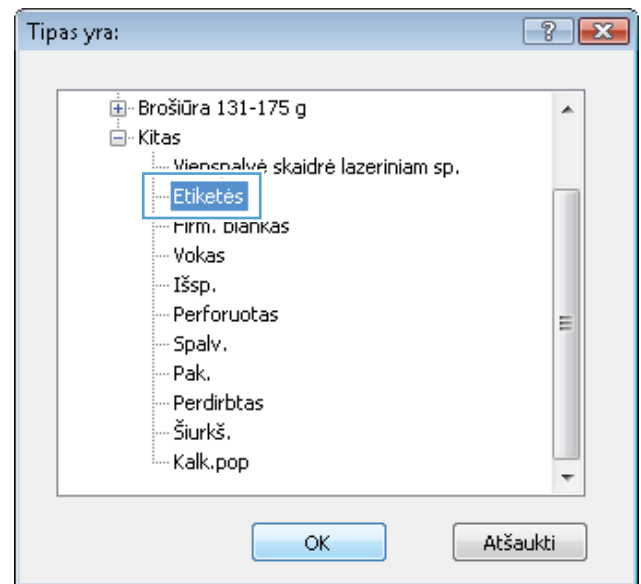 Tipas yra:
Brošiūra 131-175 g
Kitas
Vienspalvė skaidrė lazeriniam sp.
Etiketės
Firm. blankas
Vokas
Išsp.
Perforuotas
Spalv.
Pak.
Perdirbtas
Šiurkš.
Kalk.pop
OK
Atšaukti